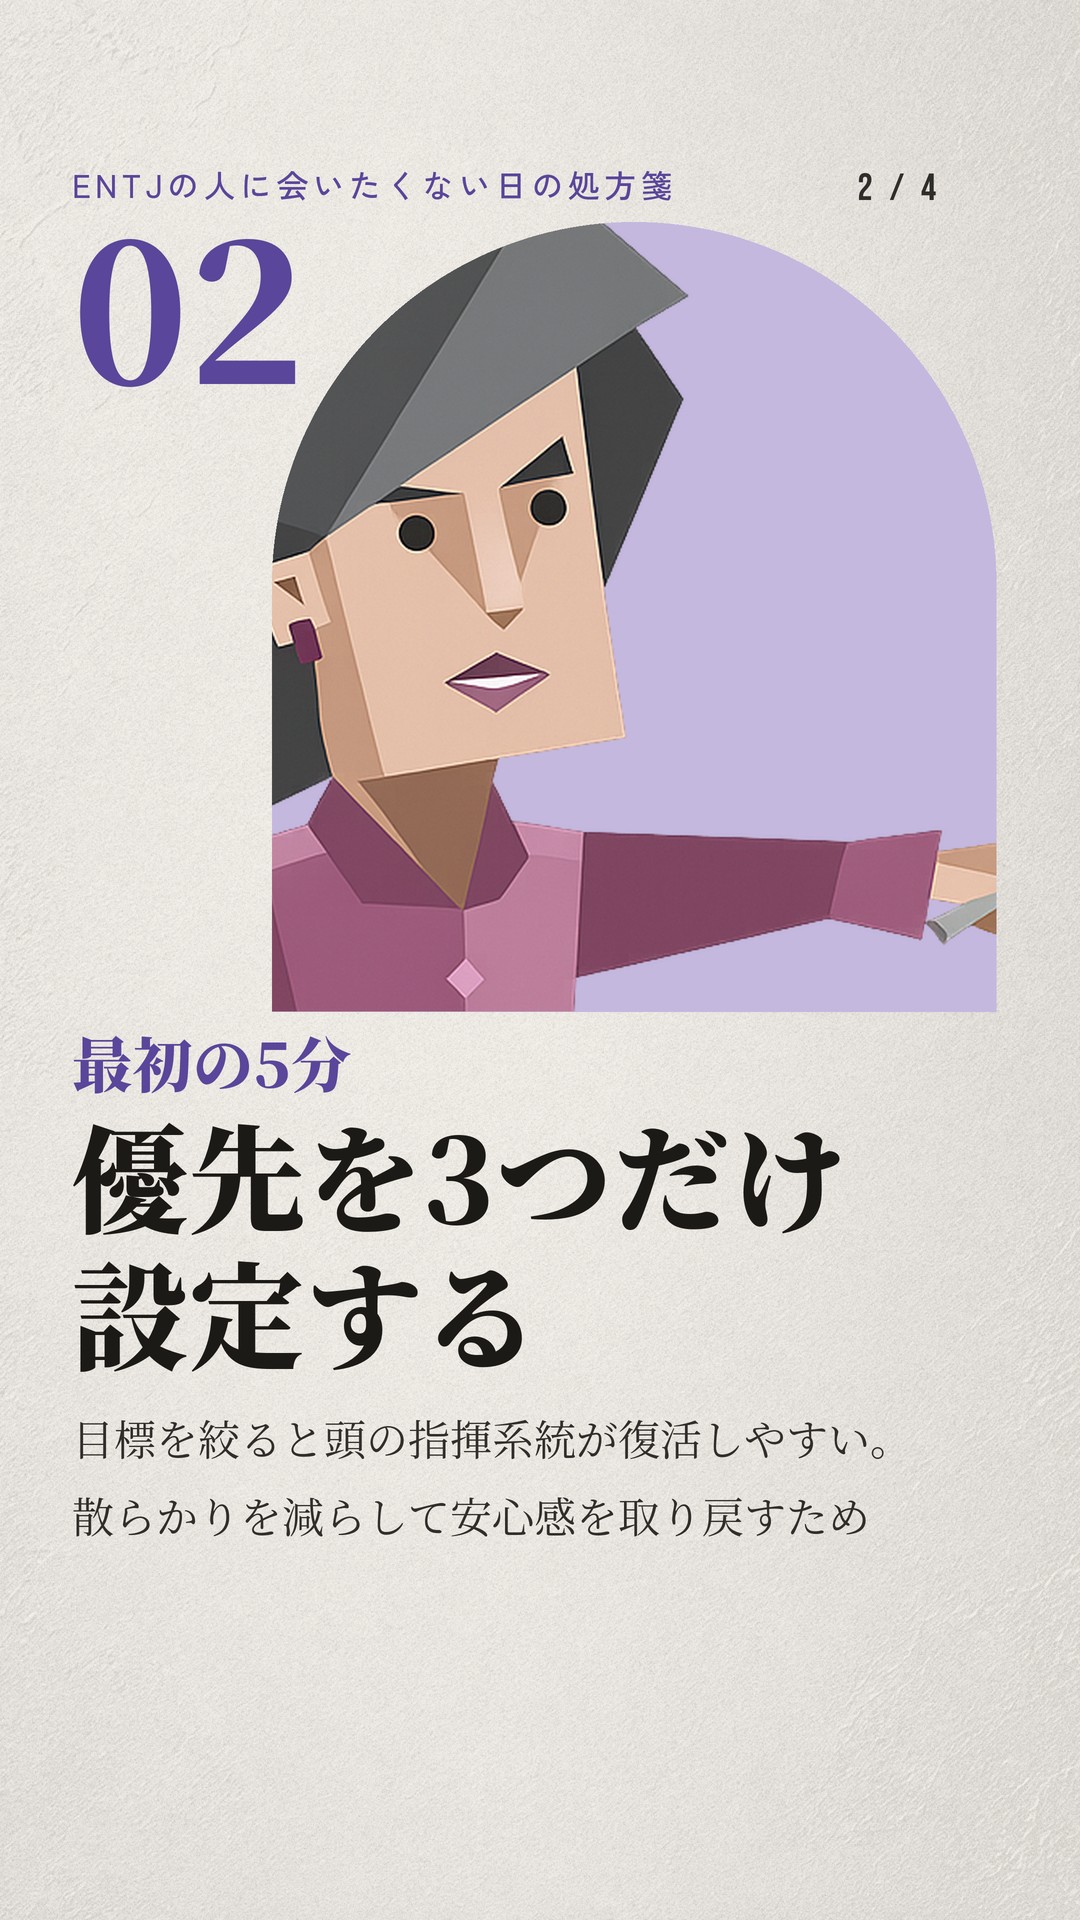 ENTJの人に会いたくない日の処方箋
2 / 4
02
最初の5分
優先を3つだけ
設定する
目標を絞ると頭の指揮系統が復活しやすい。
散らかりを減らして安心感を取り戻すため